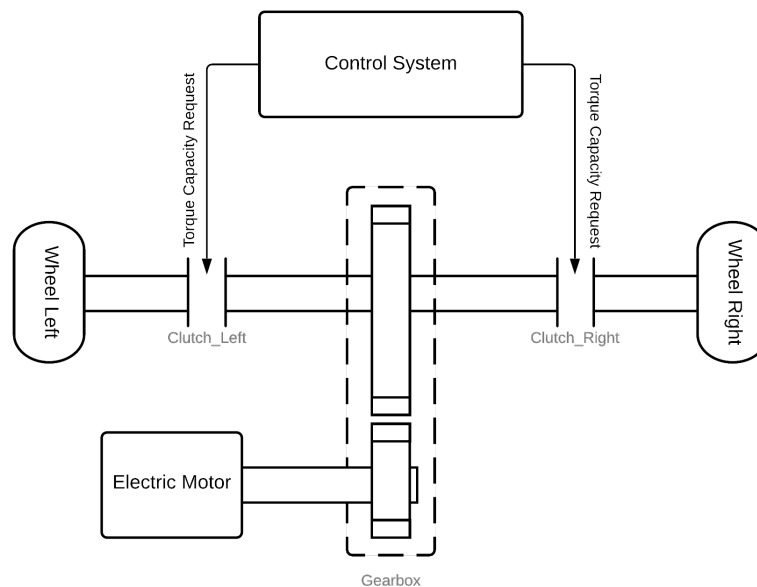 Control System
Torque Capacity Request
Torque Capacity Request
Wheel Left
Wheel Right
Clutch_Left
Clutch_Right
Electric Motor
Gearbox